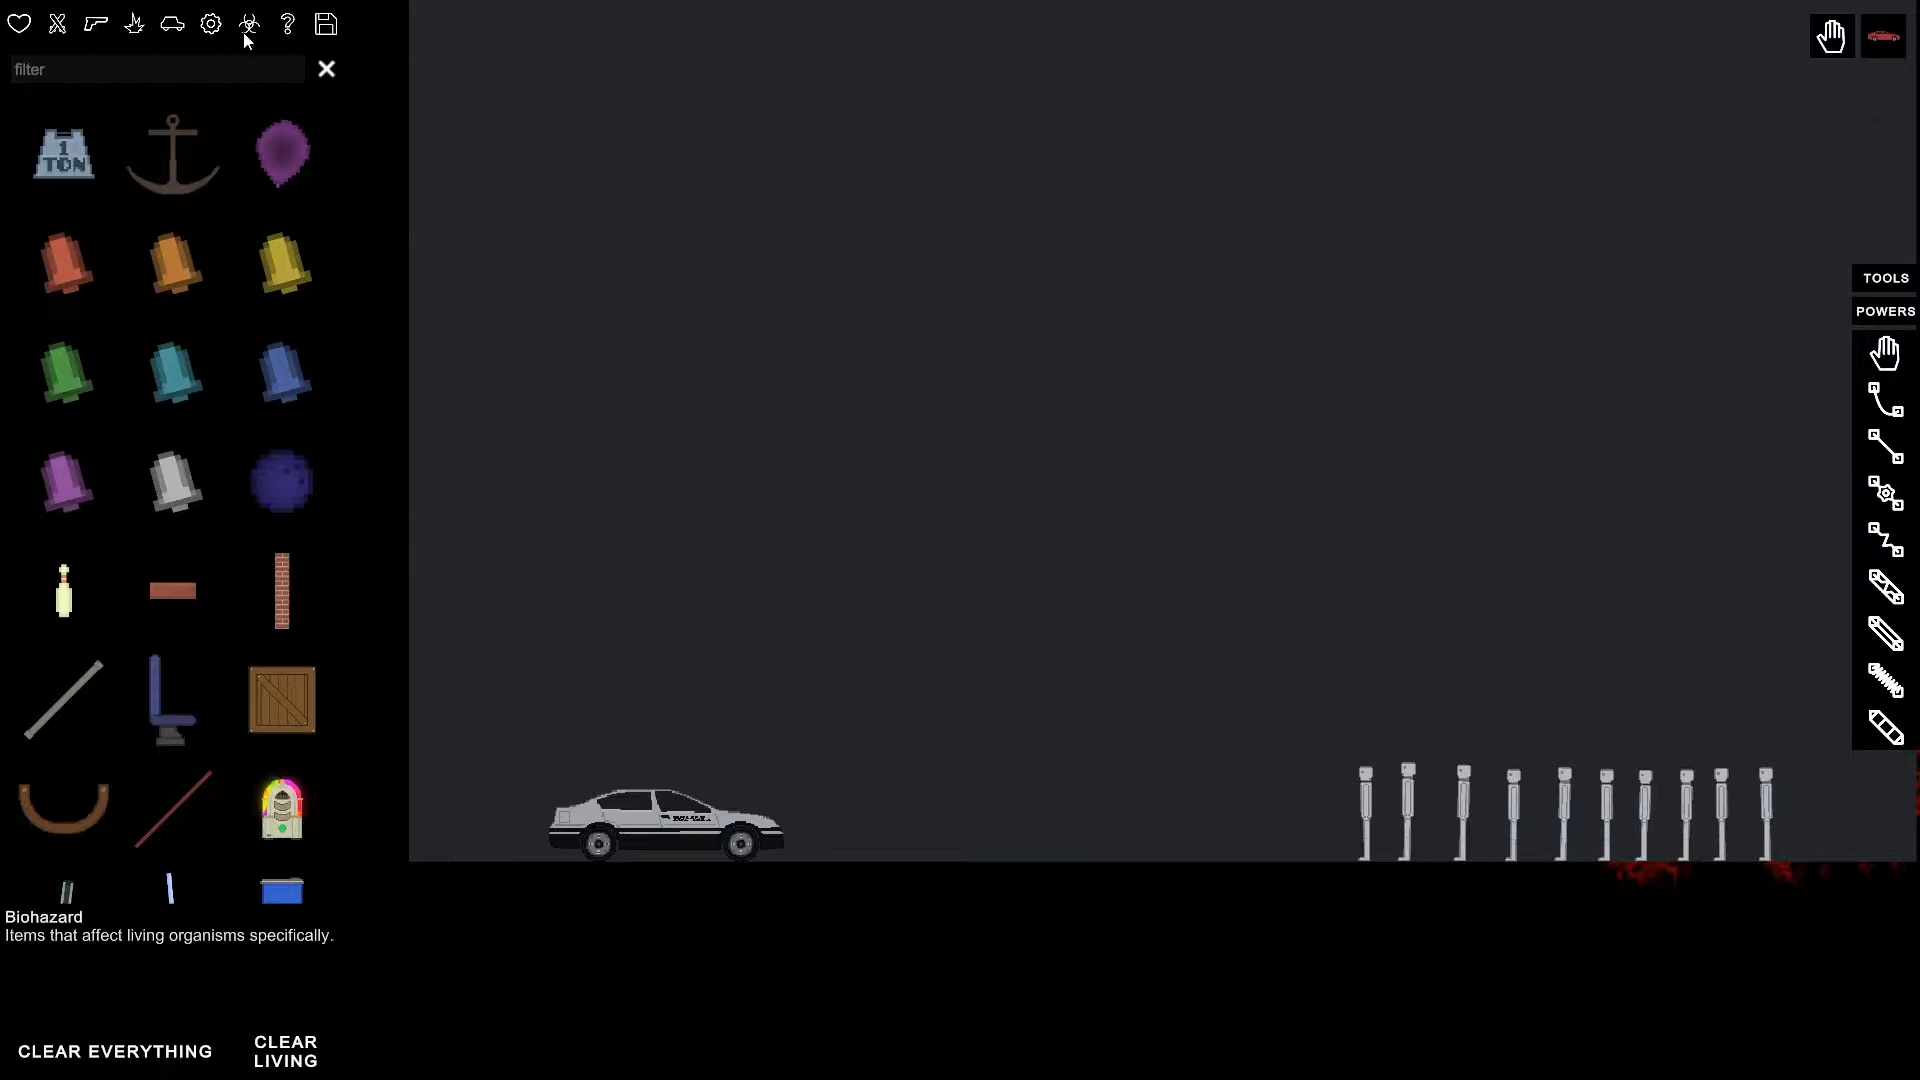 filter
1
TON
TOOLS
POWERS
Biohazard
Items that affect living organisms specifically.
CLEAR EVERYTHING
CLEAR
LIVING